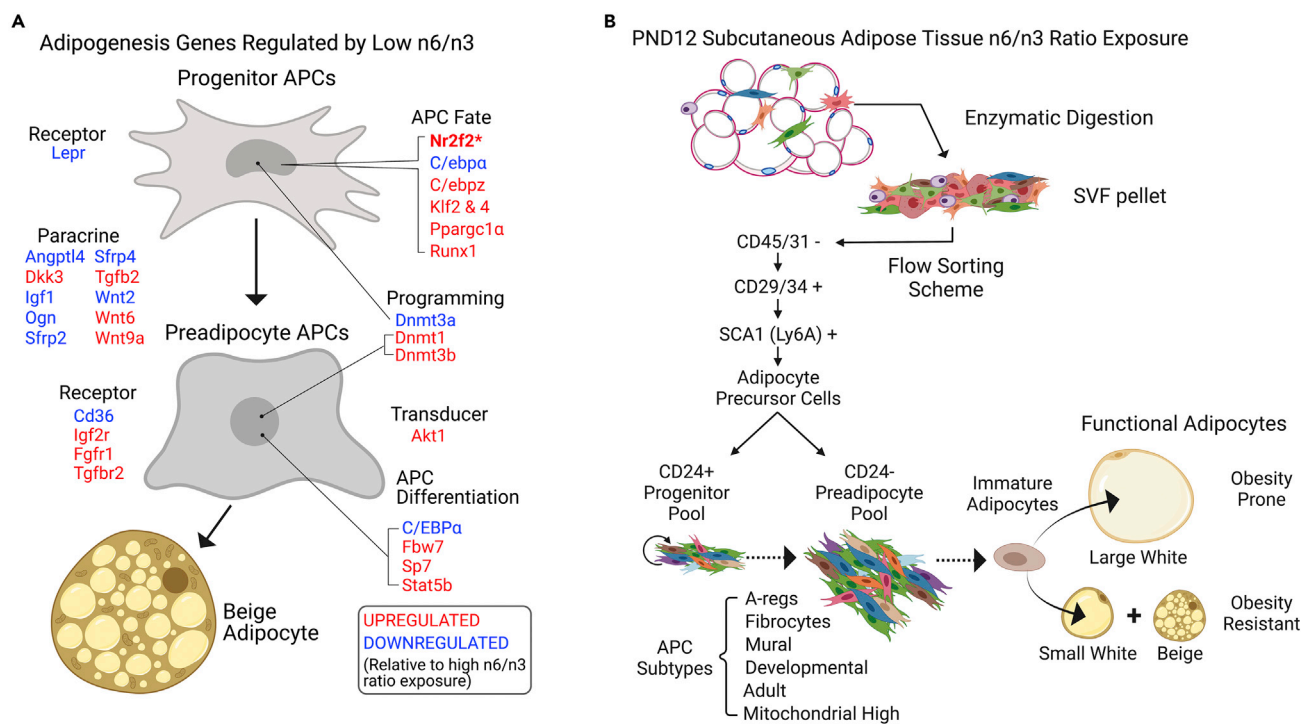 A
Adipogenesis Genes Regulated by Low n6/n3
Progenitor APCs
Receptor
Lepr
APC Fate
Nr2f2*
C/ebpα
C/ebpz
Klf2 & 4
Ppargc1α
Runx1
Paracrine
Angptl4 Sfrp4
Dkk3 Tgfb2
Igf1 Wnt2
Ogn Wnt6
Sfrp2 Wnt9a
Programming
Dnmt3a
Dnmt1
Dnmt3b
Preadipocyte APCs
Receptor
Cd36
Igf2r
Fgfr1
Tgfbr2
Transducer
Akt1
APC
Differentiation
C/EBPα
Fbw7
Sp7
Stat5b
Beige
Adipocyte
UPREGULATED
DOWNREGULATED
(Relative to high n6/n3
ratio exposure)
B
PND12 Subcutaneous Adipose Tissue n6/n3 Ratio Exposure
Enzymatic Digestion
SVF pellet
CD45/31 -
Flow Sorting
Scheme
CD29/34 +
SCA1 (Ly6A) +
Adipocyte
Precursor Cells
CD24+
Progenitor
Pool
CD24-
Preadipocyte
Pool
Immature
Adipocytes
Functional Adipocytes
Obesity
Prone
Large White
Obesity
Resistant
+
Small White
Beige
APC
Subtypes
A-regs
Fibrocytes
Mural
Developmental
Adult
Mitochondrial High